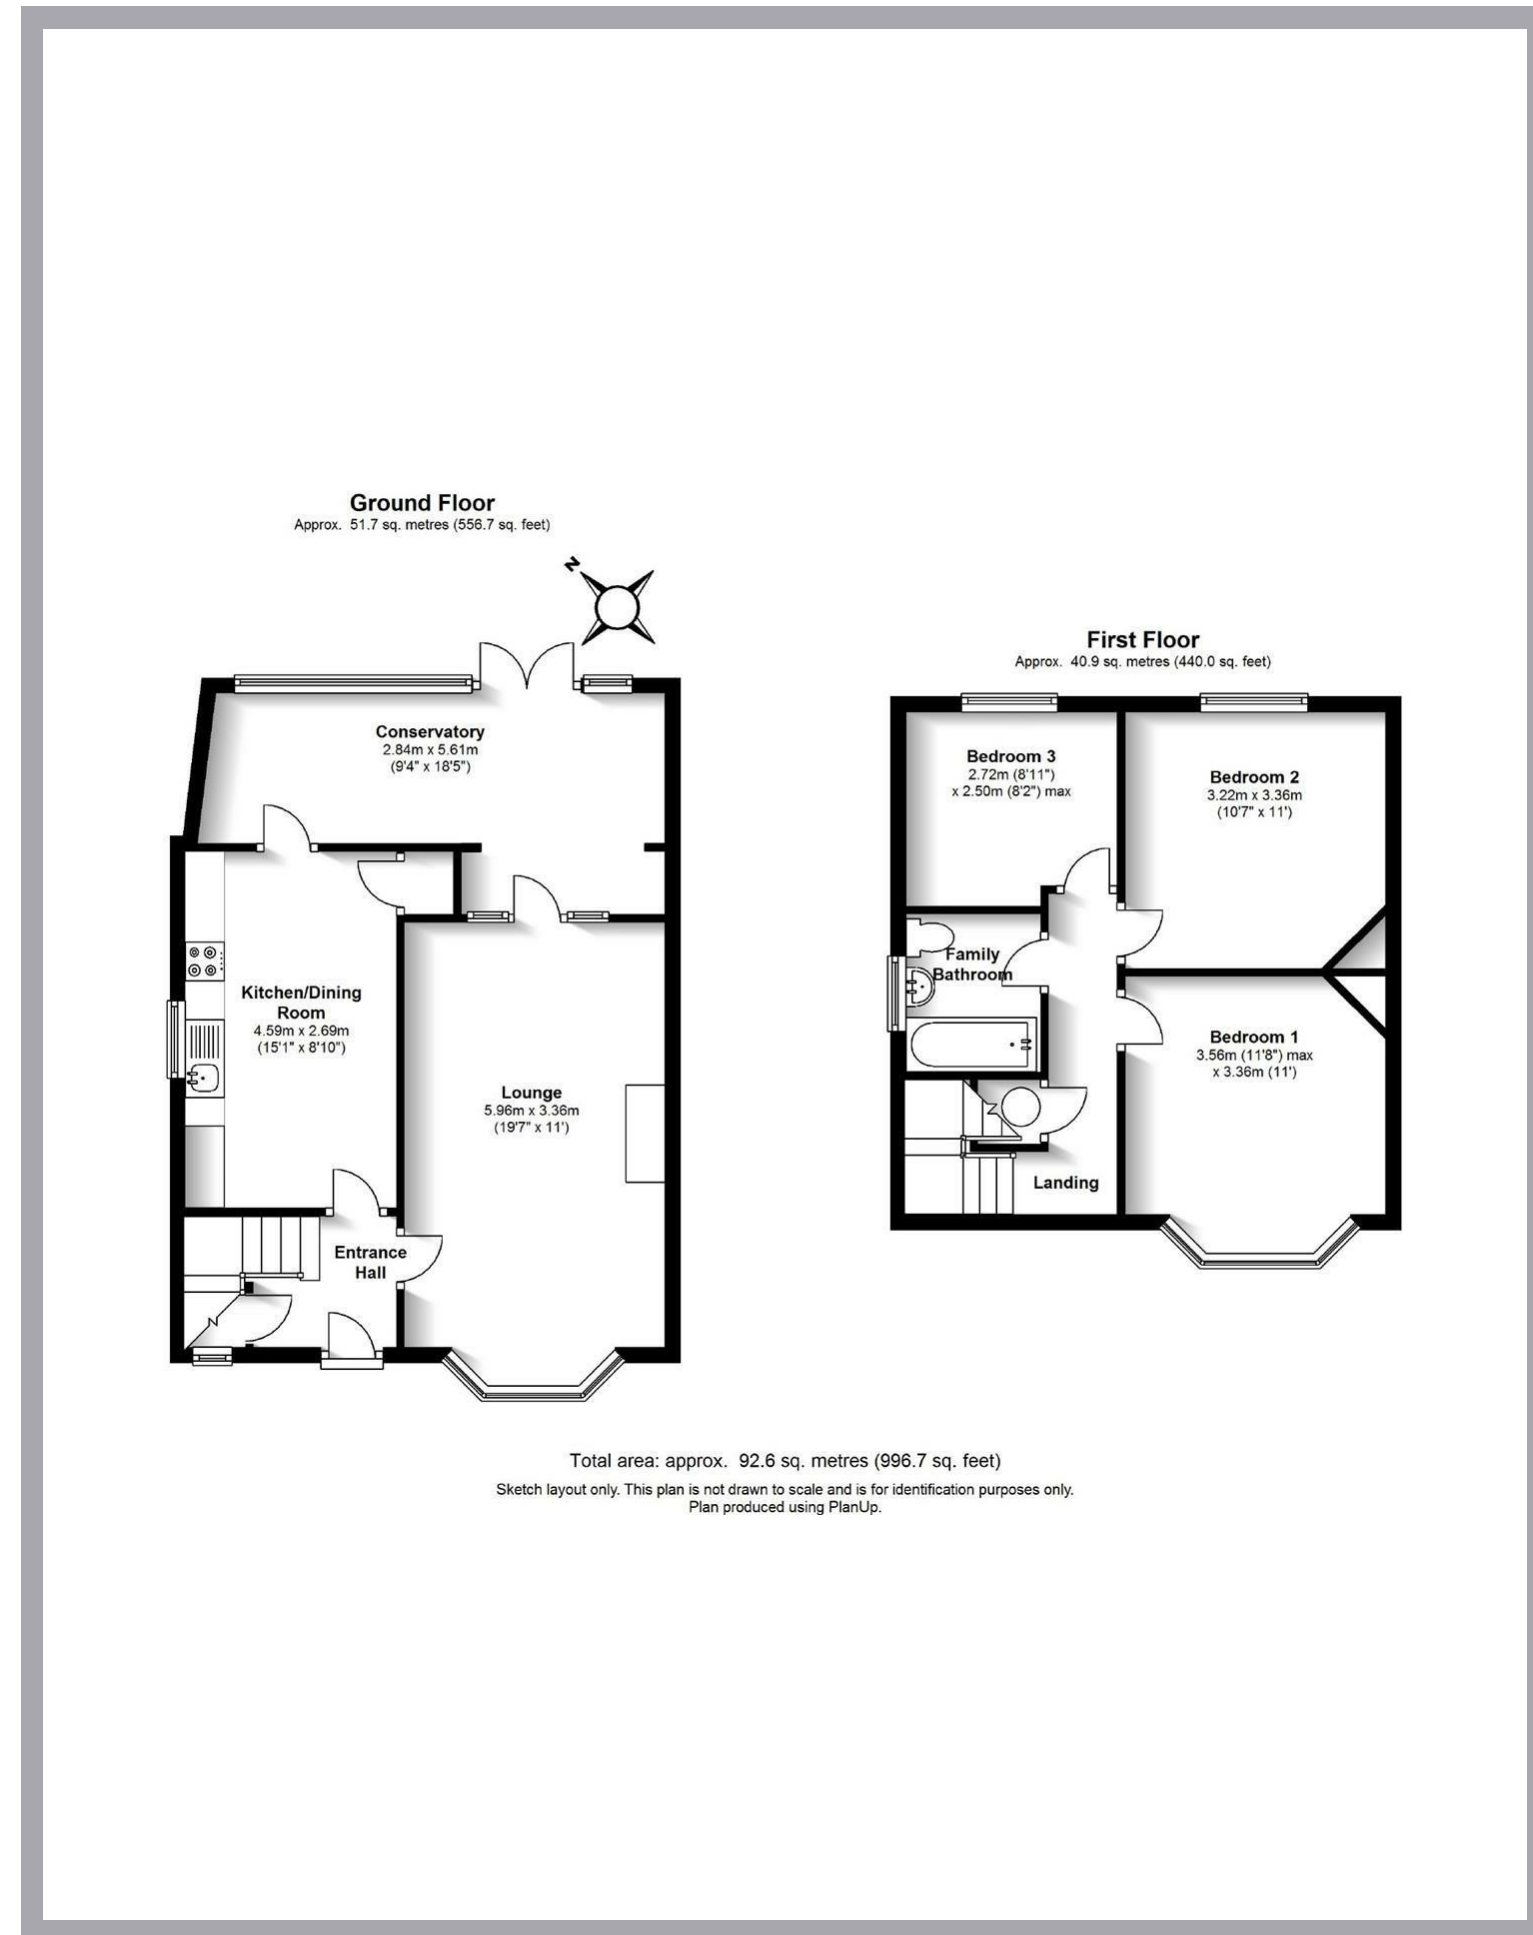 Ground Floor
Approx. 51.7 sq. metres (556.7 sq. feet)
N
Conservatory
2.84m x 5.61m
(9'4" x 18'5")
Kitchen/Dining
Room
4.59m x 2.69m
(15'1" x 8'10")
Lounge
5.96m x 3.36m
(19'7" x 11')
Entrance
Hall
First Floor
Approx. 40.9 sq. metres (440.0 sq. feet)
Bedroom 3
2.72m (8'11")
x 2.50m (8'2") max
Bedroom 2
3.22m x 3.36m
(10'7" x 11')
Family
Bathroom
Bedroom 1
3.56m (11'8") max
x 3.36m (11')
Landing
Total area: approx. 92.6 sq. metres (996.7 sq. feet)
Sketch layout only. This plan is not drawn to scale and is for identification purposes only.
Plan produced using PlanUp.